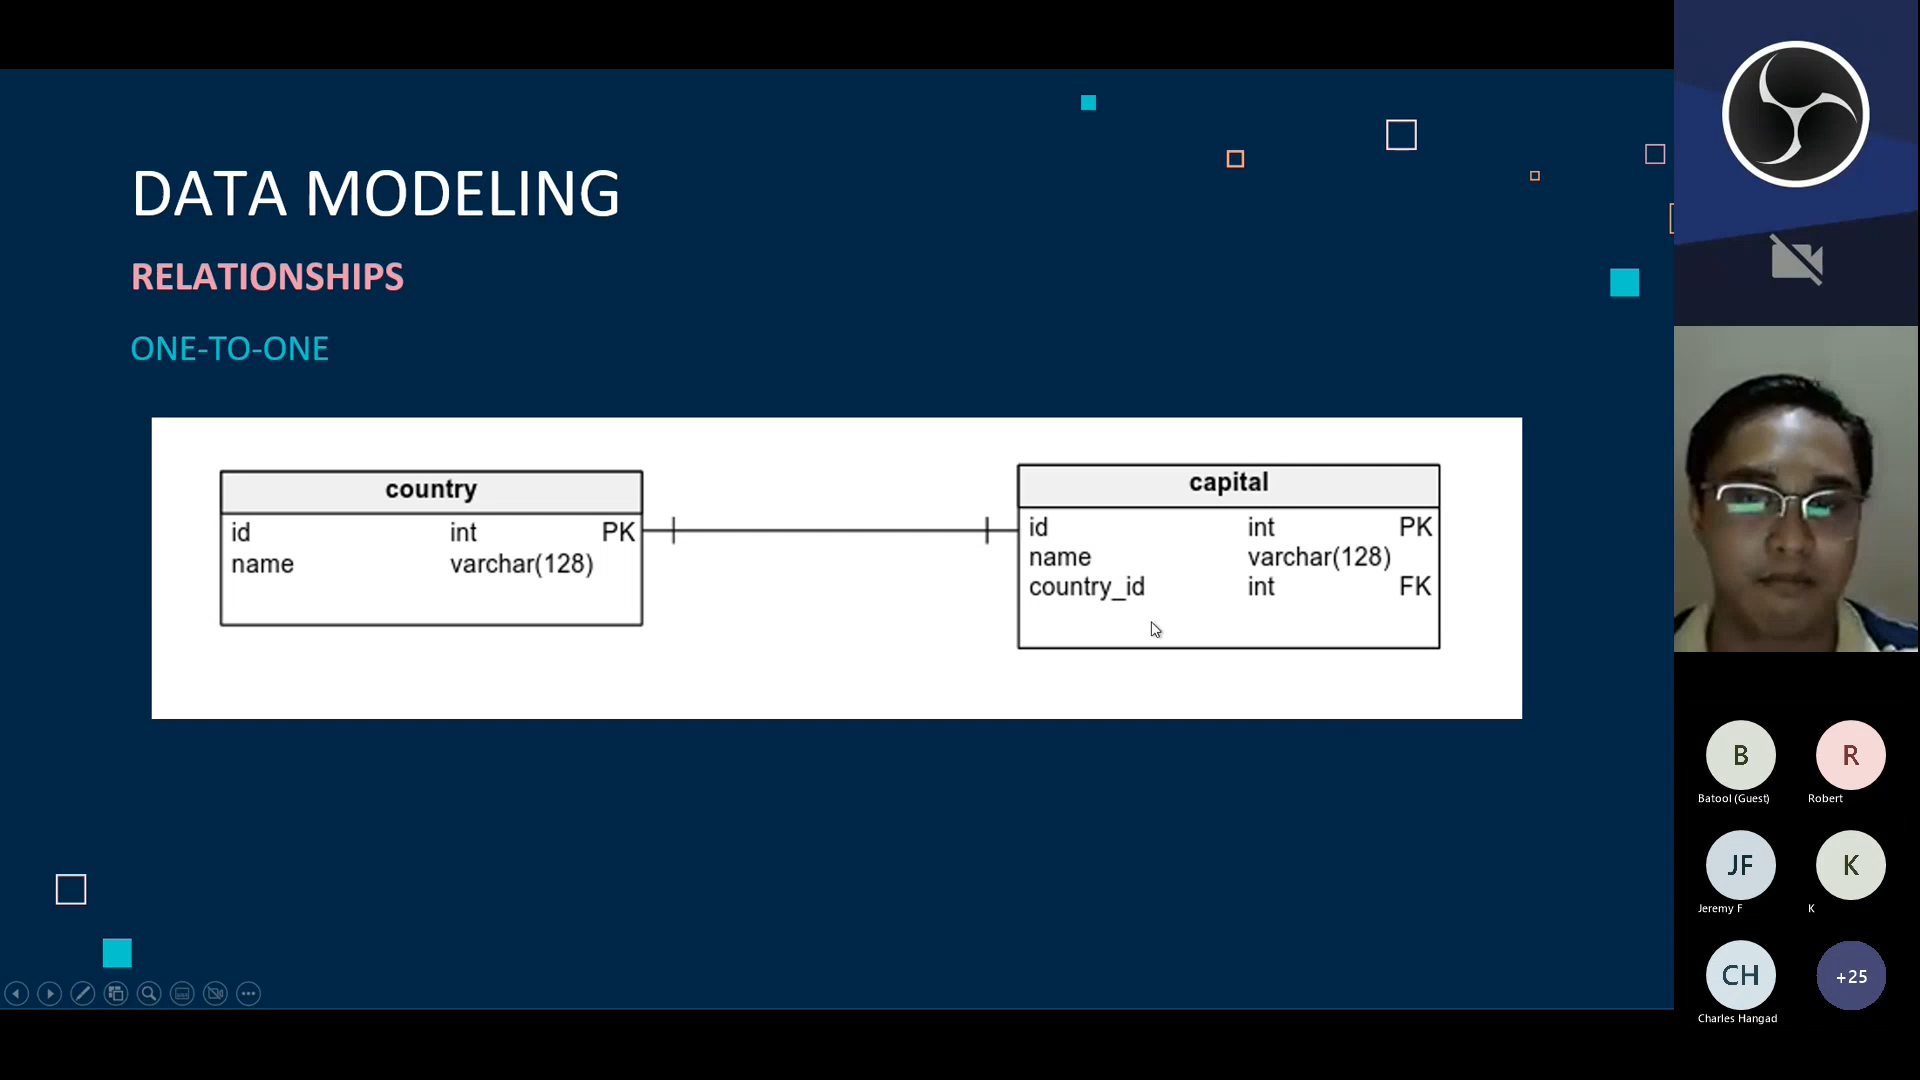 DATA MODELING
RELATIONSHIPS
ONE-TO-ONE
country
id int PK
name varchar(128)
capital
id int PK
name varchar(128)
country_id int FK
B
R
Batool (Guest)
Robert
JF
K
Jeremy F
K
CH
+25
Charles Hangad